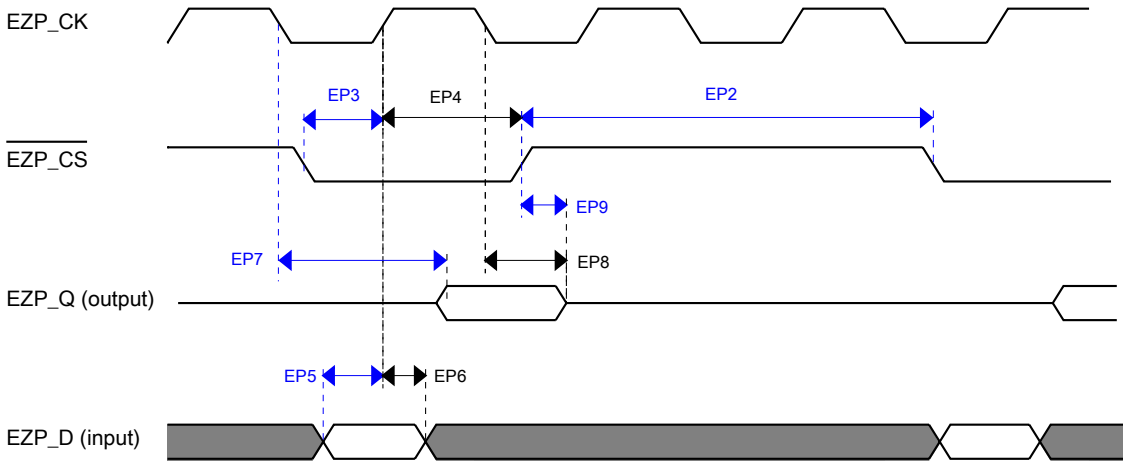 EZP_CK
EP3
EP4
EP2
EZP_CS
EP9
EP7
EP8
EZP_Q (output)
EP5
EP6
EZP_D (input)